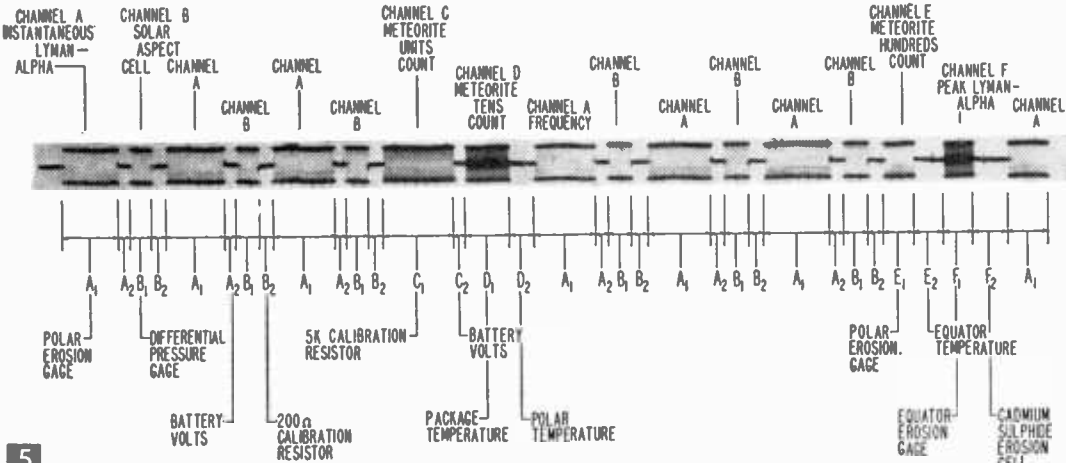 CHANNEL A
INSTANTANEOUS
LYMAN-
ALPHA
CHANNEL B
SOLAR
ASPECT
CELL
CHANNEL
A
CHANNEL
B
CHANNEL
A
CHANNEL
B
CHANNEL C
METEORITE
UNITS
COUNT
CHANNEL D
METEORITE
TENS
COUNT
CHANNEL A
FREQUENCY
CHANNEL
B
CHANNEL
A
CHANNEL
B
CHANNEL
A
CHANNEL
B
CHANNEL E
METEORITE
HUNDREDS
COUNT
CHANNEL F
PEAK LYMAN-
ALPHA
CHANNEL
A
A1 A2 B1 B2 A1 A2 B1 B2 A1 A2 B1 B2 C1 C2 D1 D2 A1 A2 B1 B2 A1 A2 B1 B2 A1 A2 B1 B2 E1 E2 F1 F2 A1
POLAR
EROSION
GAGE
DIFFERENTIAL
PRESSURE
GAGE
BATTERY
VOLTS
200Ω
CALIBRATION
RESISTOR
5K CALIBRATION
RESISTOR
BATTERY
VOLTS
PACKAGE
TEMPERATURE
POLAR
TEMPERATURE
POLAR
EROSION.
GAGE
EQUATOR
TEMPERATURE
EQUATOR
EROSION
GAGE
CADMIUM
SULPHIDE
EROSION
CELL
5